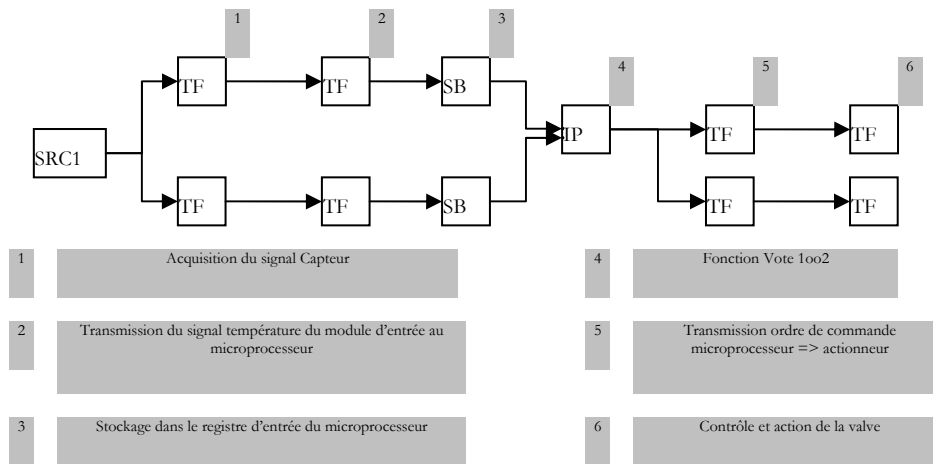 1
2
3
4
5
6
TF
TF
SB
IP
TF
TF
SRC1
TF
TF
SB
TF
TF
1
Acquisition du signal Capteur
4
Fonction Vote 1oo2
2
Transmission du signal température du module d'entrée au
microprocesseur
5
Transmission ordre de commande
microprocesseur => actionneur
3
Stockage dans le registre d'entrée du microprocesseur
6
Contrôle et action de la valve